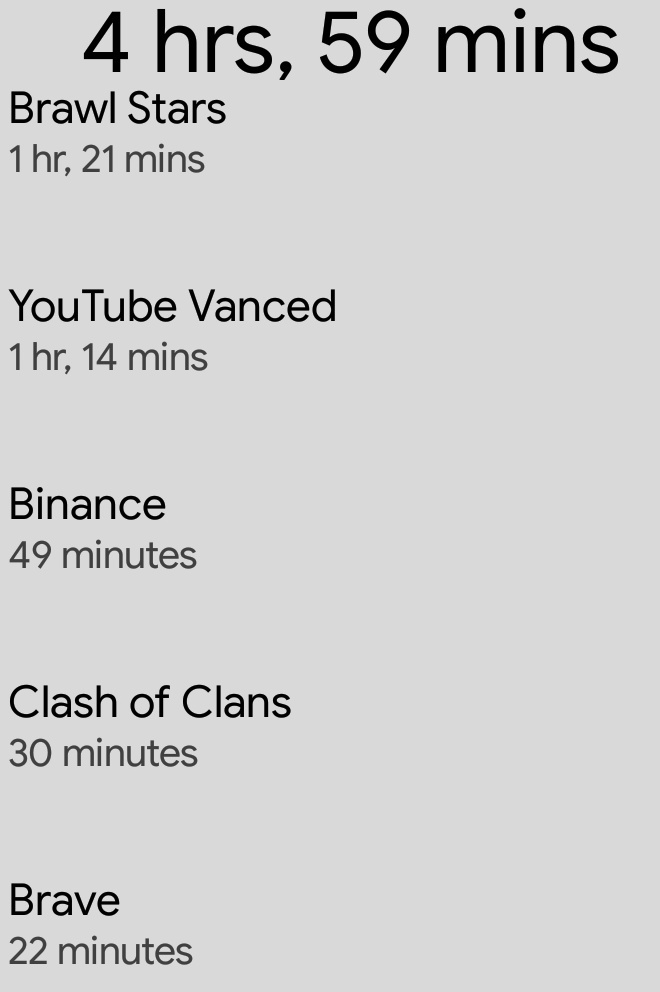 4 hrs, 59 mins
Brawl Stars
1 hr, 21 mins
YouTube Vanced
1 hr, 14 mins
Binance
49 minutes
Clash of Clans
30 minutes
Brave
22 minutes